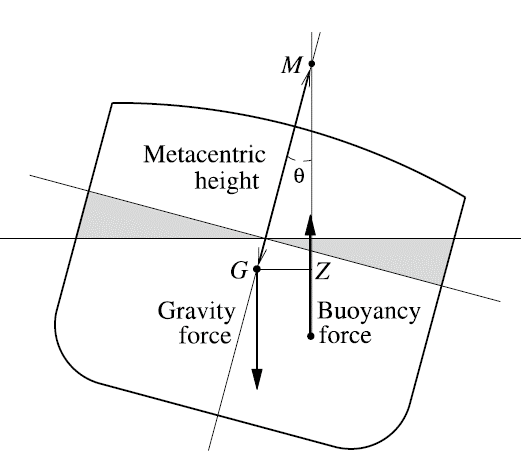 M
Metacentric
height
θ
G
Z
Gravity
force
Buoyancy
force